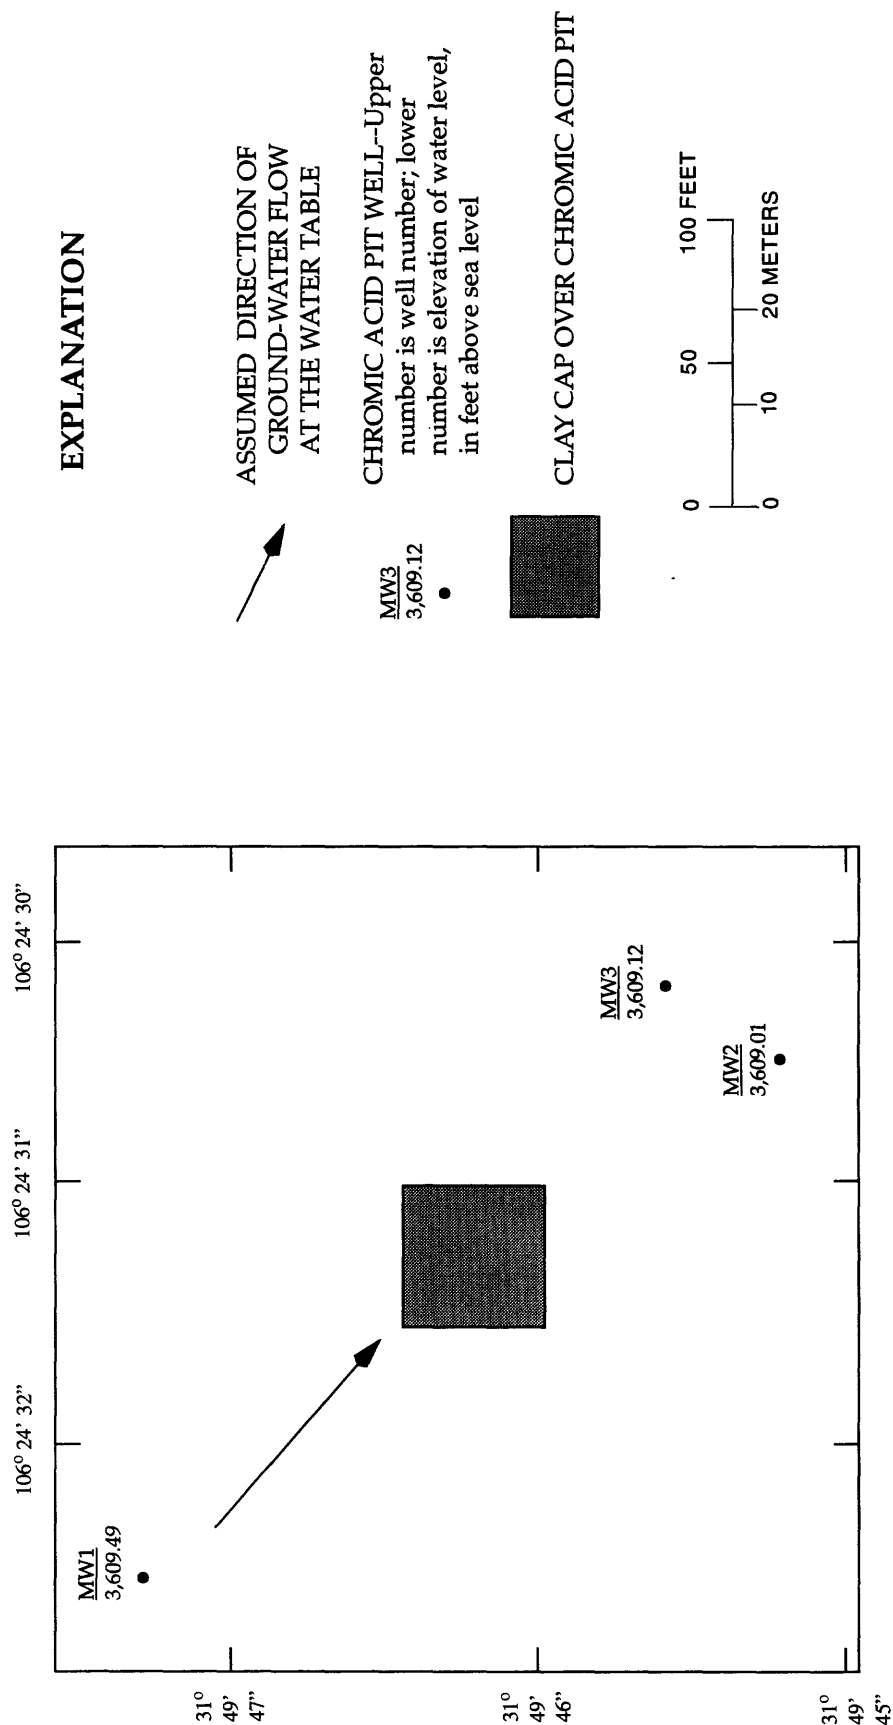 106° 24' 32"
106° 24' 31"
106° 24' 30"
31°
49'
47"
31°
49'
46"
31°
49'
45"
MW1
3,609.49
MW3
3,609.12
MW2
3,609.01
EXPLANATION
ASSUMED DIRECTION OF
GROUND-WATER FLOW
AT THE WATER TABLE
MW3
3,609.12
CHROMIC ACID PIT WELL--Upper
number is well number; lower
number is elevation of water level,
in feet above sea level
CLAY CAP OVER CHROMIC ACID PIT
0 50 100 FEET
0 10 20 METERS